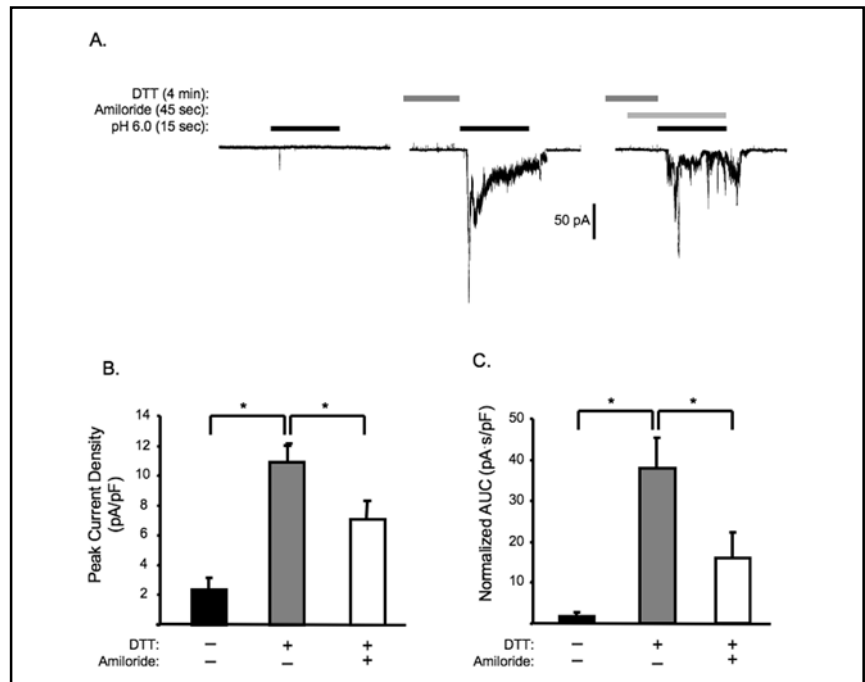 A.
DTT (4 min):
Amiloride (45 sec):
pH 6.0 (15 sec):
50 pA
B.
Peak Current Density
(pA/pF)
14
12
10
8
6
4
2
*
*
DTT: – + +
Amiloride: – – +
C.
Normalized AUC (pA·s/pF)
50
40
30
20
10
*
*
DTT: – + +
Amiloride: – – +